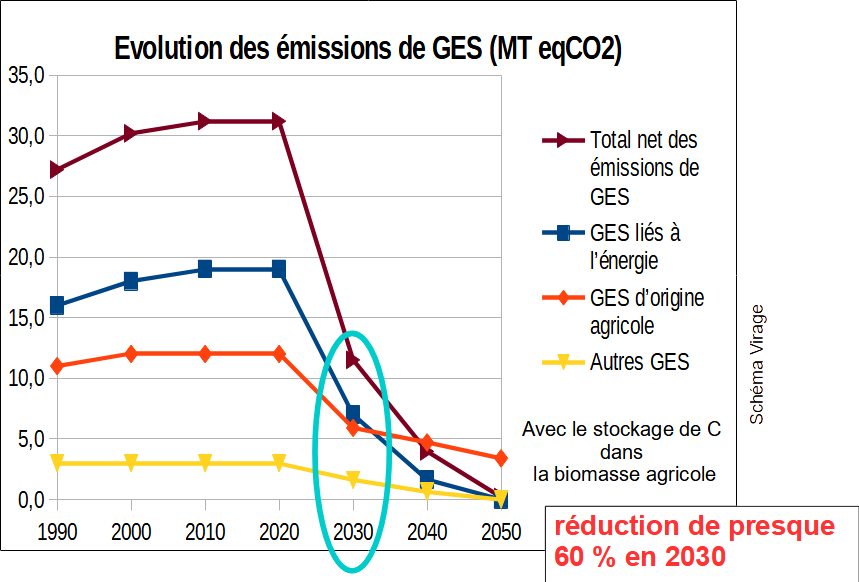 Evolution des émissions de GES (MT eqCO2)
35,0
30,0
25,0
20,0
15,0
10,0
5,0
0,0
1990 2000 2010 2020 2030 2040 2050
Total net des
émissions de
GES
GES liés à
l’énergie
GES d’origine
agricole
Autres GES
Avec le stockage de C
dans
la biomasse agricole
Schéma Virage
réduction de presque
60 % en 2030